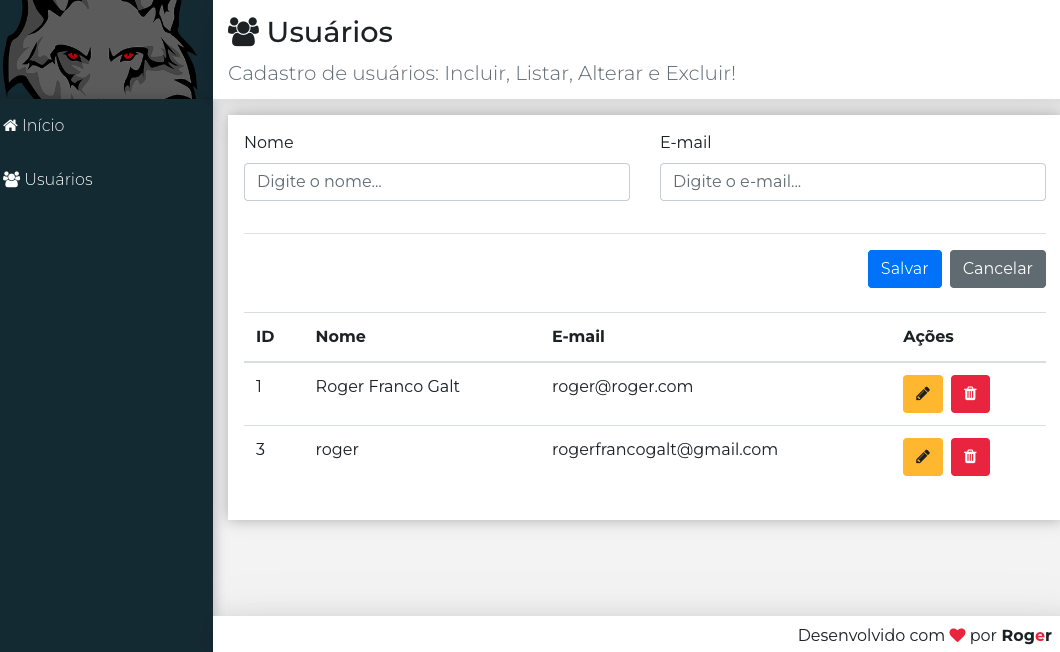 Usuários
Cadastro de usuários: Incluir, Listar, Alterar e Excluir!
Início
Usuários
Nome E-mail
Digite o nome... Digite o e-mail...
Salvar Cancelar
ID Nome E-mail Ações
1 Roger Franco Galt roger@roger.com
3 roger rogerfrancogalt@gmail.com
Desenvolvido com ❤ por Roger